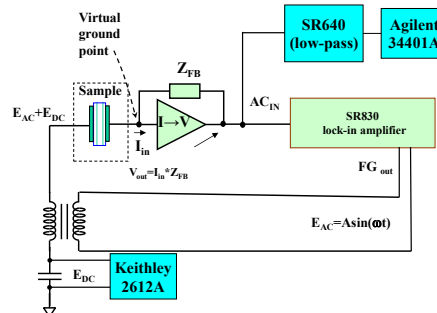 Virtual
ground
point
SR640
(low-pass)
Agilent
34401A
Z_FB
Sample
E_AC+E_DC
I→V
I_in
AC_IN
SR830
lock-in amplifier
V_out=I_in*Z_FB
FG_out
E_AC=Asin(ωt)
E_DC
Keithley
2612A